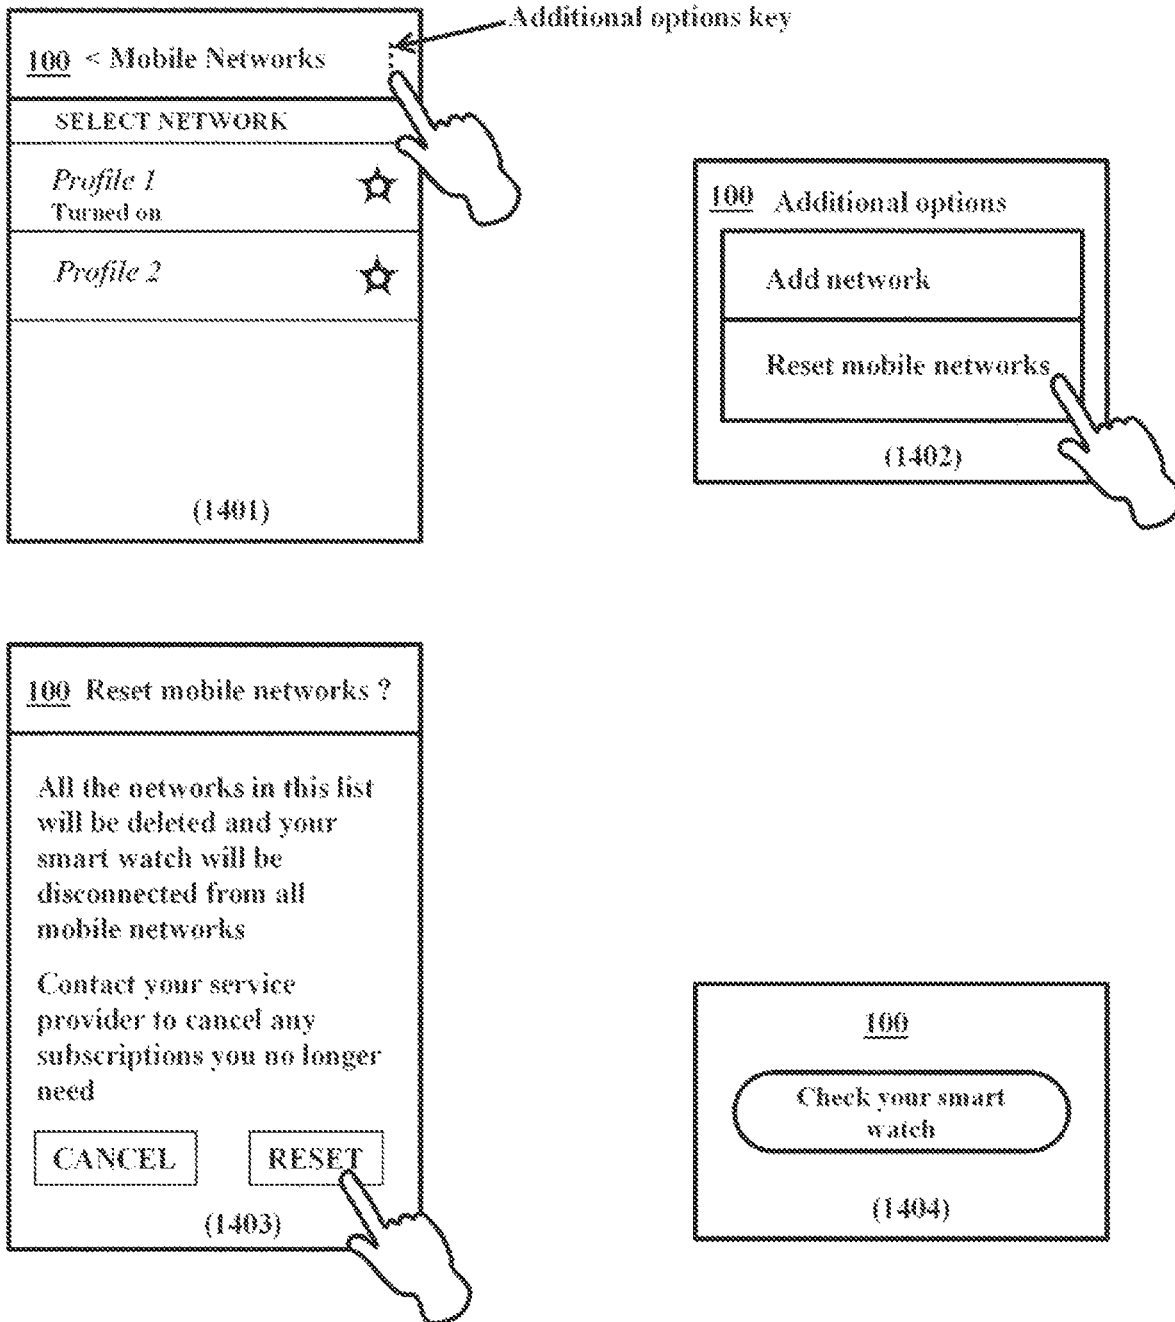 Additional options key
100 < Mobile Networks
SELECT NETWORK
Profile 1
Turned on
Profile 2
(1401)
100 Additional options
Add network
Reset mobile networks
(1402)
100 Reset mobile networks ?
All the networks in this list
will be deleted and your
smart watch will be
disconnected from all
mobile networks
Contact your service
provider to cancel any
subscriptions you no longer
need
CANCEL
RESET
(1403)
100
Check your smart
watch
(1404)